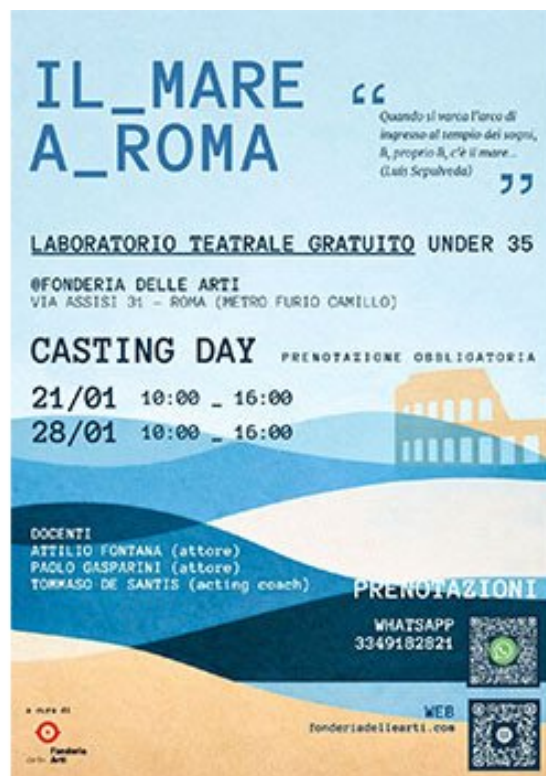 IL_MARE
A_ROMA
“
Quando si varca l'arco di
ingresso al tempio dei sogni,
lì, proprio lì, c'è il mare...
(Luis Sepulveda)
”
LABORATORIO TEATRALE GRATUITO UNDER 35
@FONDERIA DELLE ARTI
VIA ASSISI 31 – ROMA (METRO FURIO CAMILLO)
CASTING DAY PRENOTAZIONE OBBLIGATORIA
21/01 10:00 _ 16:00
28/01 10:00 _ 16:00
DOCENTI
ATTILIO FONTANA (attore)
PAOLO GASPARINI (attore)
TOMMASO DE SANTIS (acting coach)
PRENOTAZIONI
WHATSAPP
3349182821
WEB
fonderiadellearti.com
a cura di
Fonderia
delle Arti